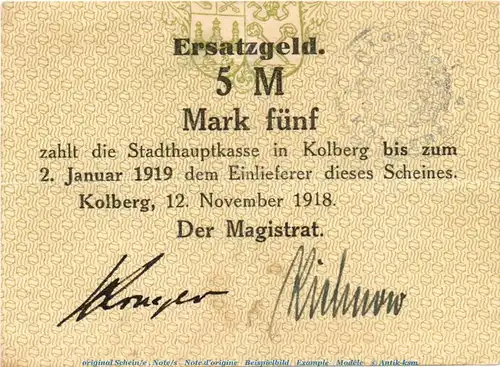 Ersatzgeld.
5 M
Mark fünf
zahlt die Stadthauptkasse in Kolberg bis zum
2. Januar 1919 dem Einlieferer dieses Scheines.
Kolberg, 12. November 1918.
Der Magistrat.
original Schein/e . Note/s . Note d'origine . Beispielbild . Example . Modèle . © Antik-ksm.